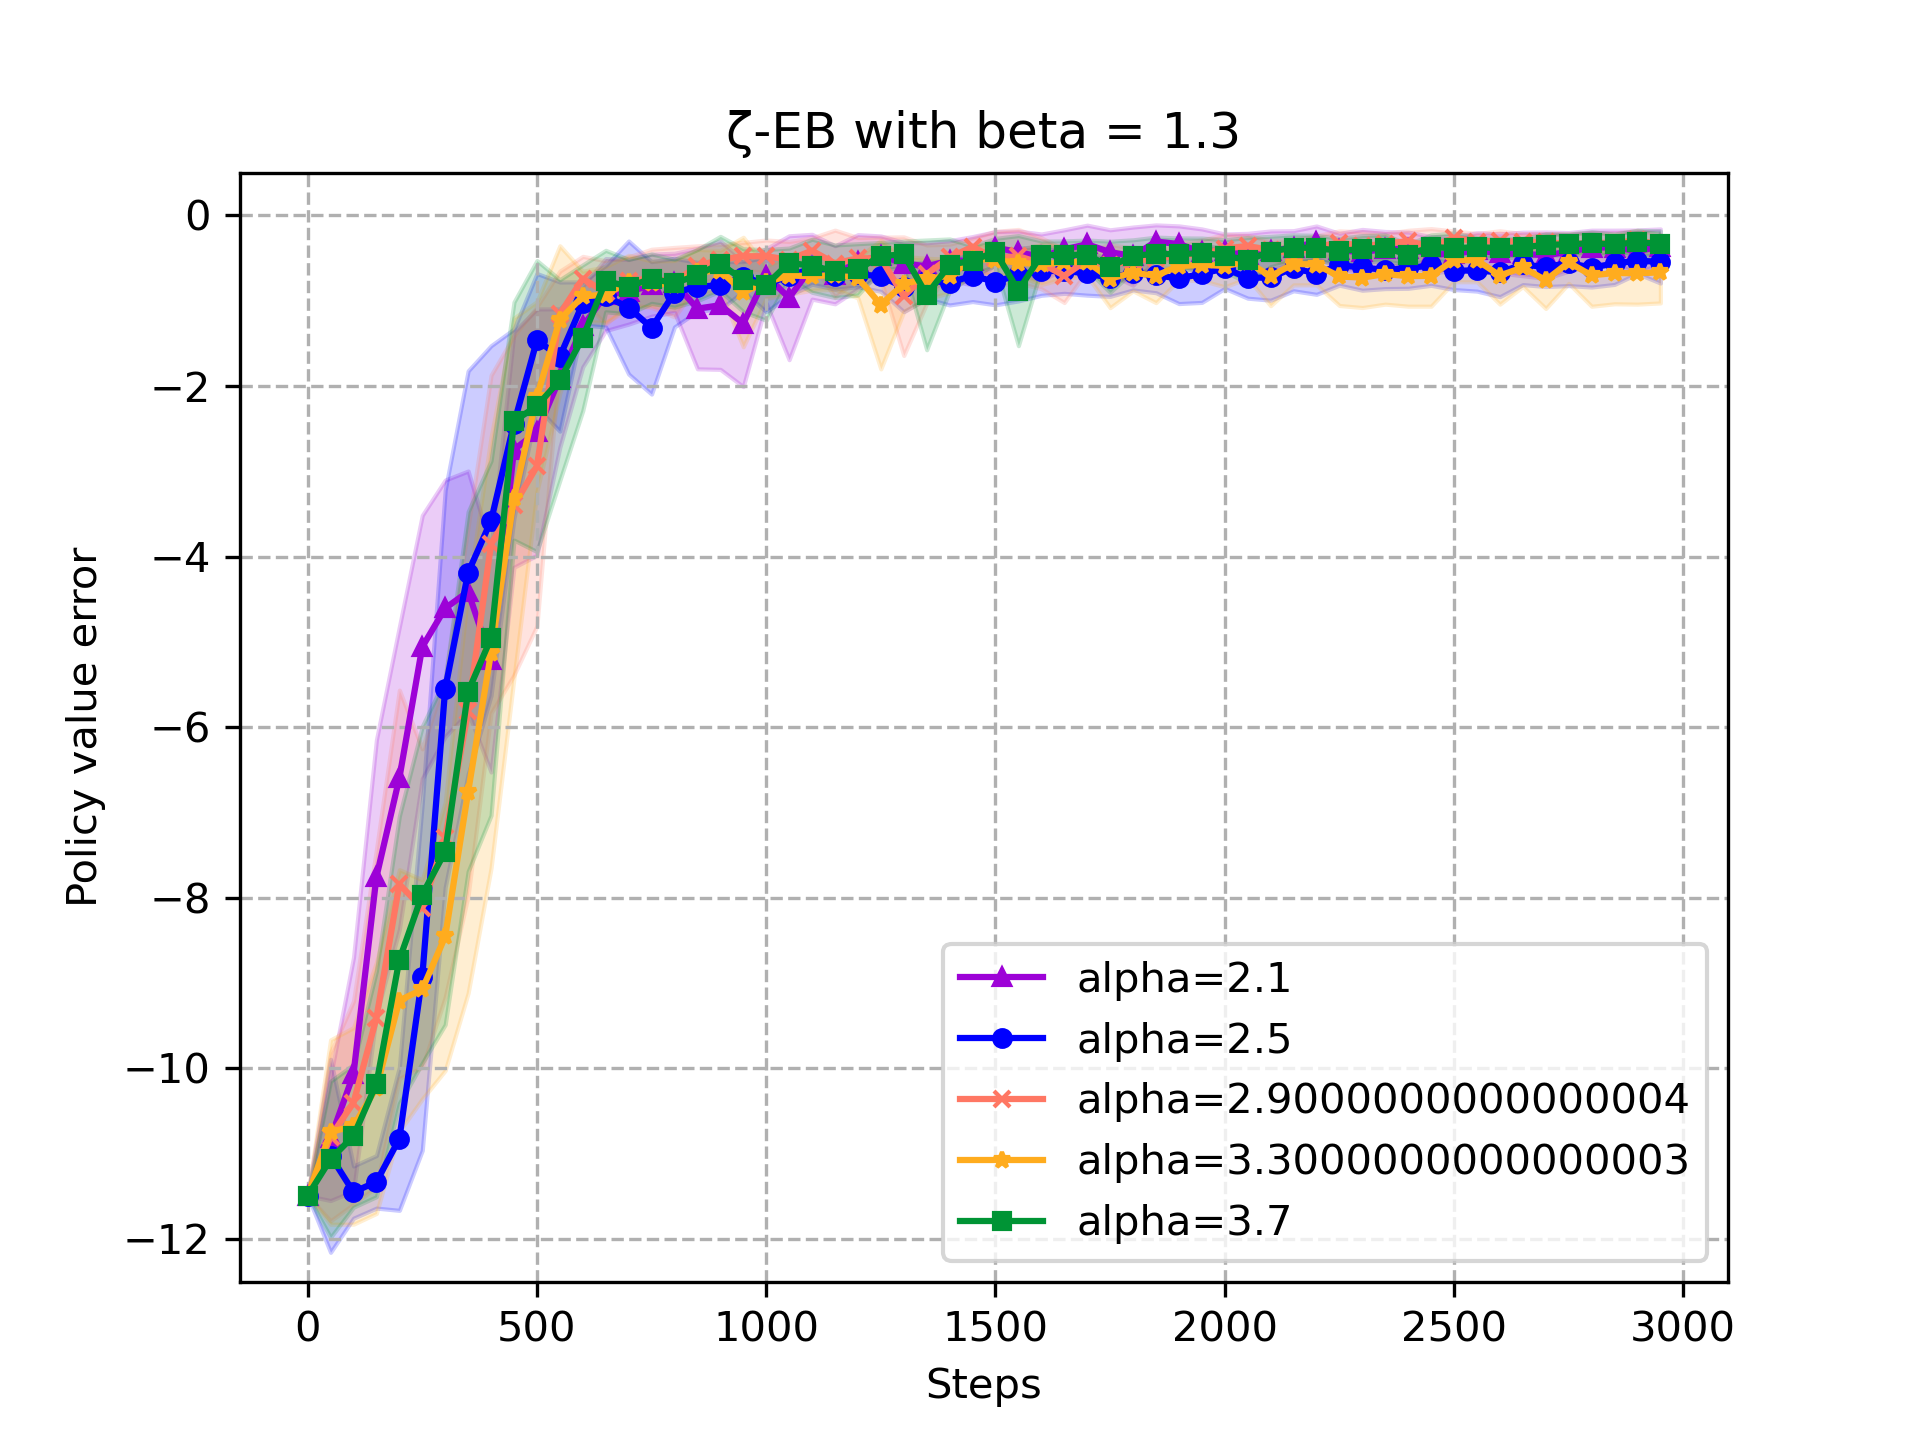 ζ-EB with beta = 1.3
0
−2
−4
−6
−8
−10
−12
Policy value error
alpha=2.1
alpha=2.5
alpha=2.9000000000000004
alpha=3.3000000000000003
alpha=3.7
0 500 1000 1500 2000 2500 3000
Steps